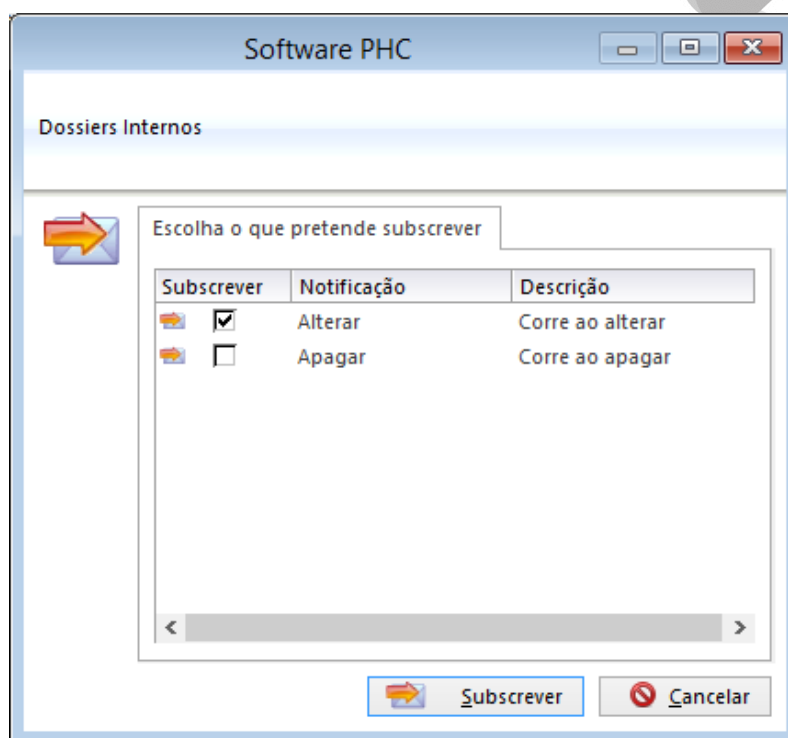 Software PHC
Dossiers Internos
Escolha o que pretende subscrever
Subscrever Notificação Descrição
Alterar Corre ao alterar
Apagar Corre ao apagar
Subscrever Cancelar